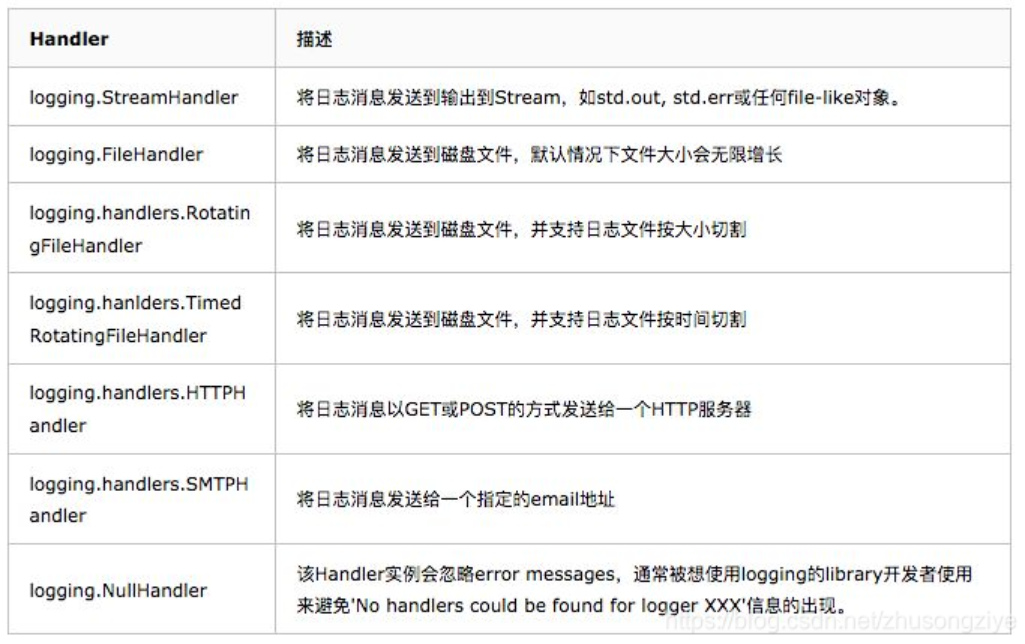 Handler
描述
logging.StreamHandler
将日志消息发送到输出到Stream，如std.out, std.err或任何file-like对象。
logging.FileHandler
将日志消息发送到磁盘文件，默认情况下文件大小会无限增长
logging.handlers.Rotatin
gFileHandler
将日志消息发送到磁盘文件，并支持日志文件按大小切割
logging.hanlders.Timed
RotatingFileHandler
将日志消息发送到磁盘文件，并支持日志文件按时间切割
logging.handlers.HTTPH
andler
将日志消息以GET或POST的方式发送给一个HTTP服务器
logging.handlers.SMTPH
andler
将日志消息发送给一个指定的email地址
logging.NullHandler
该Handler实例会忽略error messages，通常被想使用logging的library开发者使用
来避免'No handlers could be found for logger XXX'信息的出现。
https://blog.csdn.net/zhusongziye